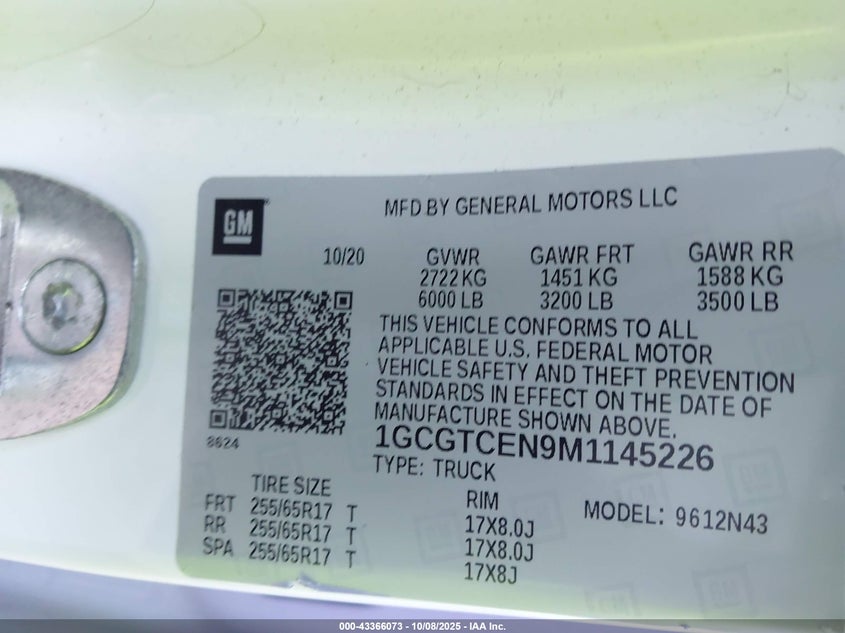 GM
MFD BY GENERAL MOTORS LLC
10/20 GVWR GAWR FRT GAWR RR
2722 KG 1451 KG 1588 KG
6000 LB 3200 LB 3500 LB
THIS VEHICLE CONFORMS TO ALL
APPLICABLE U.S. FEDERAL MOTOR
VEHICLE SAFETY AND THEFT PREVENTION
STANDARDS IN EFFECT ON THE DATE OF
MANUFACTURE SHOWN ABOVE.
8624
1GCGTCEN9M1145226
TYPE: TRUCK
TIRE SIZE RIM MODEL: 9612N43
FRT 255/65R17 T 17X8.0J
RR 255/65R17 T 17X8.0J
SPA 255/65R17 T 17X8J
000-43366073 - 10/08/2025 - IAA Inc.